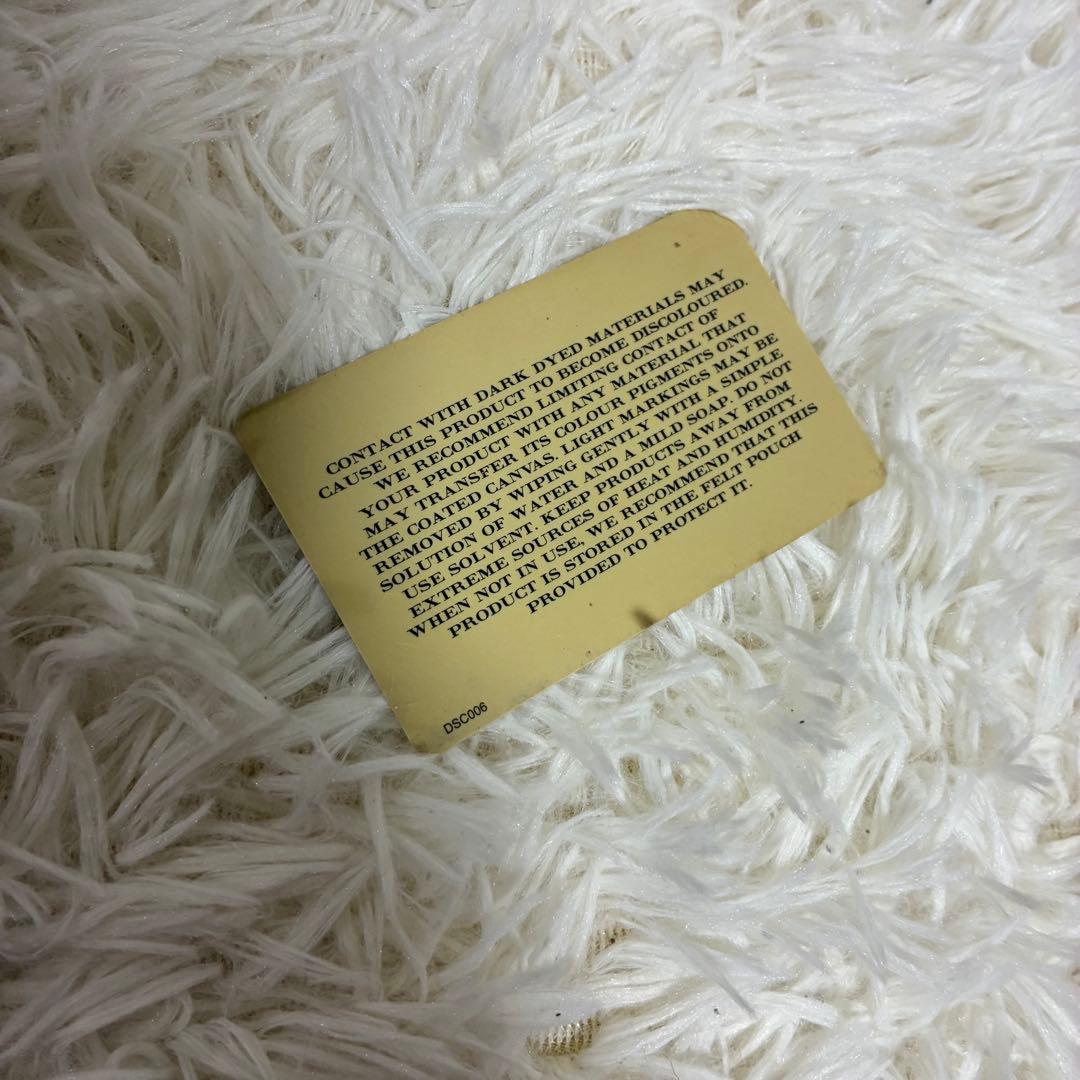 CONTACT WITH DARK DYED MATERIALS MAY
CAUSE THIS PRODUCT TO BECOME DISCOLOURED.
WE RECOMMEND LIMITING CONTACT OF
YOUR PRODUCT WITH ANY MATERIAL THAT
MAY TRANSFER ITS COLOUR PIGMENTS ONTO
THE COATED CANVAS. LIGHT MARKINGS MAY BE
REMOVED BY WIPING GENTLY WITH A SIMPLE
SOLUTION OF WATER AND A MILD SOAP. DO NOT
USE SOLVENT. KEEP PRODUCTS AWAY FROM
EXTREME SOURCES OF HEAT AND HUMIDITY.
WHEN NOT IN USE, WE RECOMMEND THAT THIS
PRODUCT IS STORED IN THE FELT POUCH
PROVIDED TO PROTECT IT.
DSC006